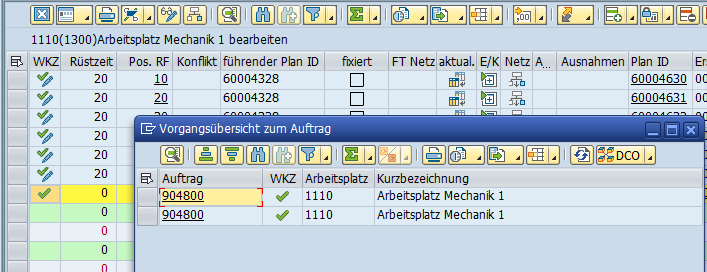 1110(1300)Arbeitsplatz Mechanik 1 bearbeiten
WKZ Rüstzeit Pos. RF Konflikt führender Plan ID fixiert FT Netz aktual. E/K Netz A... Ausnahmen Plan ID
20 10 60004328 60004630
20 20 60004328 60004631
20
20
20
20
0
0
0
0
0
Vorgangsübersicht zum Auftrag
DCO
Auftrag WKZ Arbeitsplatz Kurzbezeichnung
904800 1110 Arbeitsplatz Mechanik 1
904800 1110 Arbeitsplatz Mechanik 1